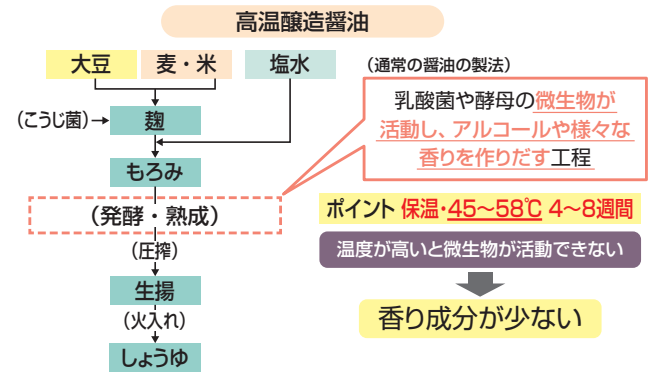 高温醸造醤油
大豆
麦・米
塩水
(こうじ菌)
麹
もろみ
(発酵・熟成)
(圧搾)
生揚
(火入れ)
しょうゆ
(通常の醤油の製法)
乳酸菌や酵母の微生物が
活動し、アルコールや様々な
香りを作りだす工程
ポイント 保温・45〜58℃ 4〜8週間
温度が高いと微生物が活動できない
香り成分が少ない